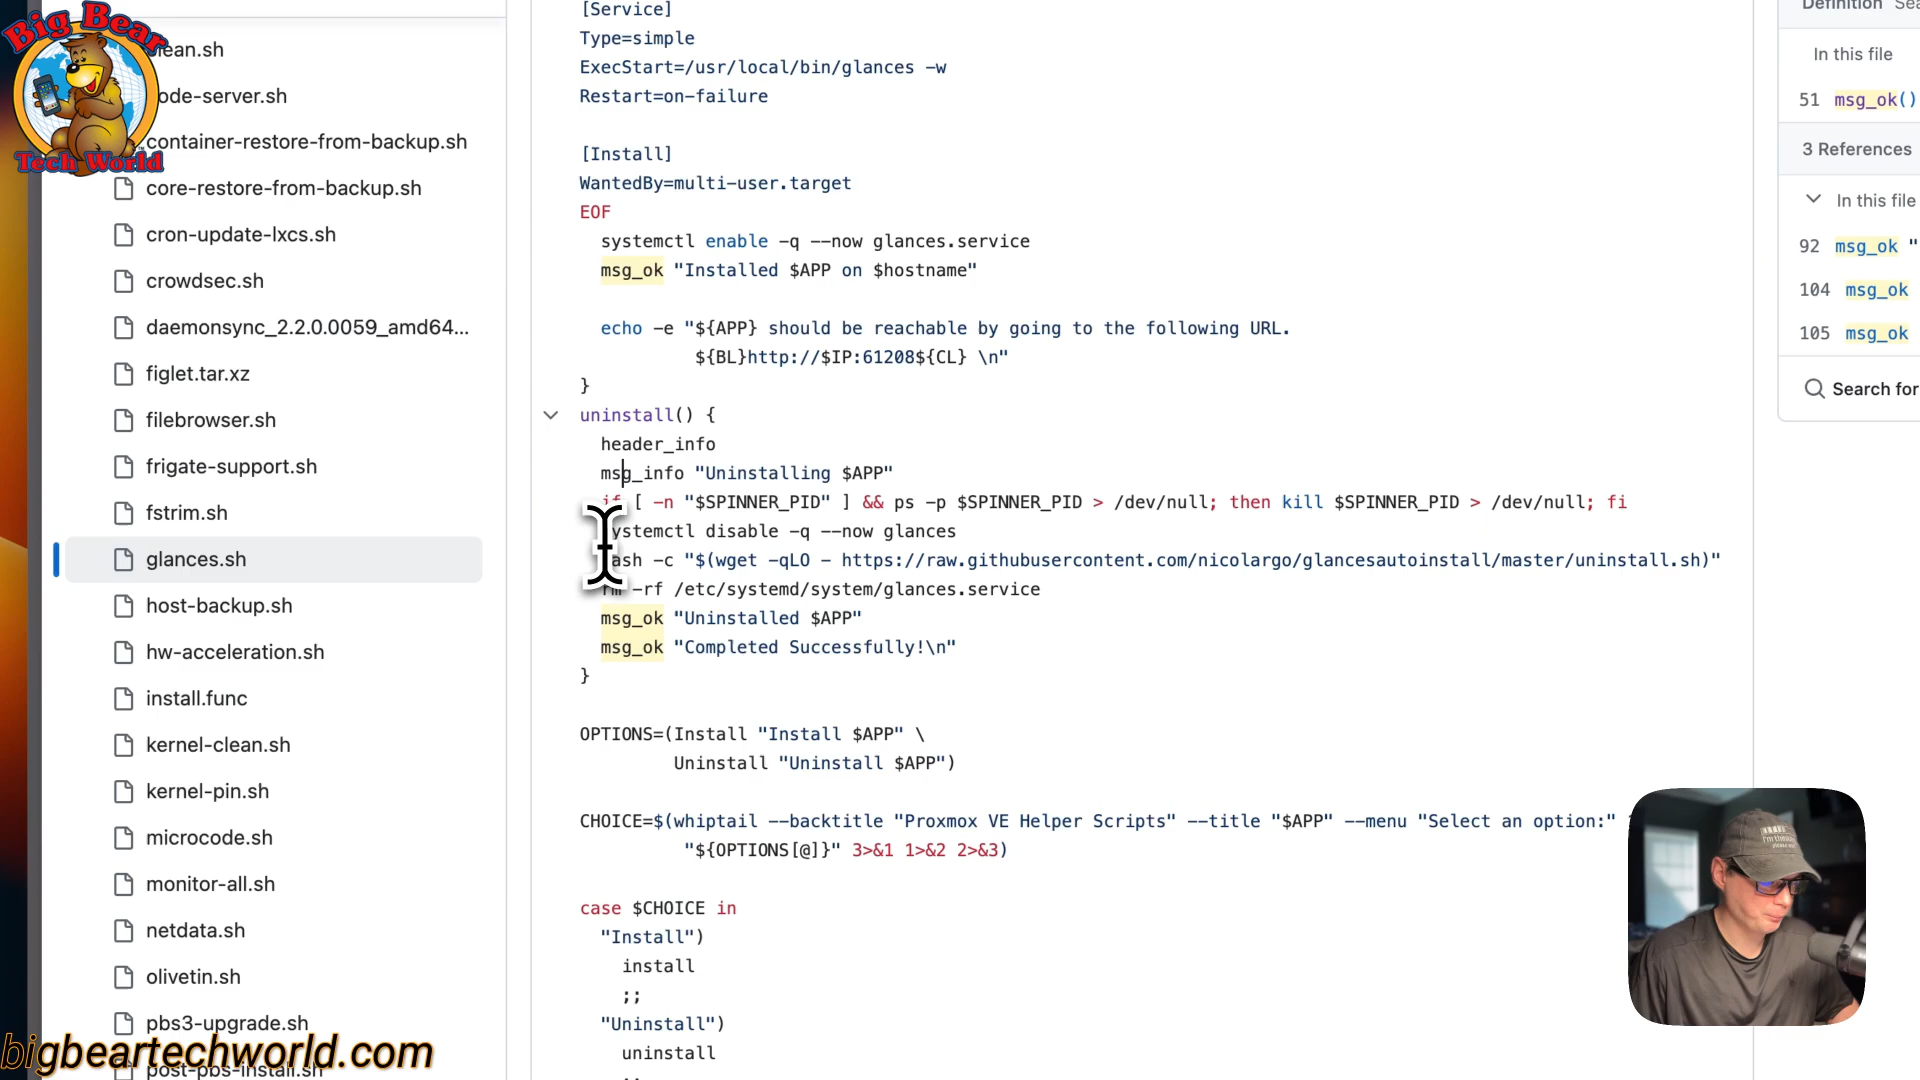 Big Bear
Tech World
clean.sh
code-server.sh
container-restore-from-backup.sh
core-restore-from-backup.sh
cron-update-lxcs.sh
crowdsec.sh
daemonsync_2.2.0.0059_amd64...
figlet.tar.xz
filebrowser.sh
frigate-support.sh
fstrim.sh
glances.sh
host-backup.sh
hw-acceleration.sh
install.func
kernel-clean.sh
kernel-pin.sh
microcode.sh
monitor-all.sh
netdata.sh
olivetin.sh
pbs3-upgrade.sh
post-pbs-install.sh
bigbeartechworld.com
[Service]
Type=simple
ExecStart=/usr/local/bin/glances -w
Restart=on-failure
[Install]
WantedBy=multi-user.target
EOF
systemctl enable -q --now glances.service
msg_ok "Installed $APP on $hostname"
echo -e "${APP} should be reachable by going to the following URL.
${BL}http://$IP:61208${CL} \n"
}
uninstall() {
header_info
msg_info "Uninstalling $APP"
if [ -n "$SPINNER_PID" ] && ps -p $SPINNER_PID > /dev/null; then kill $SPINNER_PID > /dev/null; fi
systemctl disable -q --now glances
bash -c "$(wget -qLO - https://raw.githubusercontent.com/nicolargo/glancesautoinstall/master/uninstall.sh)"
rm -rf /etc/systemd/system/glances.service
msg_ok "Uninstalled $APP"
msg_ok "Completed Successfully!\n"
}
OPTIONS=(Install "Install $APP" \
Uninstall "Uninstall $APP")
CHOICE=$(whiptail --backtitle "Proxmox VE Helper Scripts" --title "$APP" --menu "Select an option:"
"${OPTIONS[@]}" 3>&1 1>&2 2>&3)
case $CHOICE in
"Install")
install
;;
"Uninstall")
uninstall
;;
Definition Sea
In this file
51 msg_ok()
3 References
In this file
92 msg_ok "
104 msg_ok
105 msg_ok
Search for